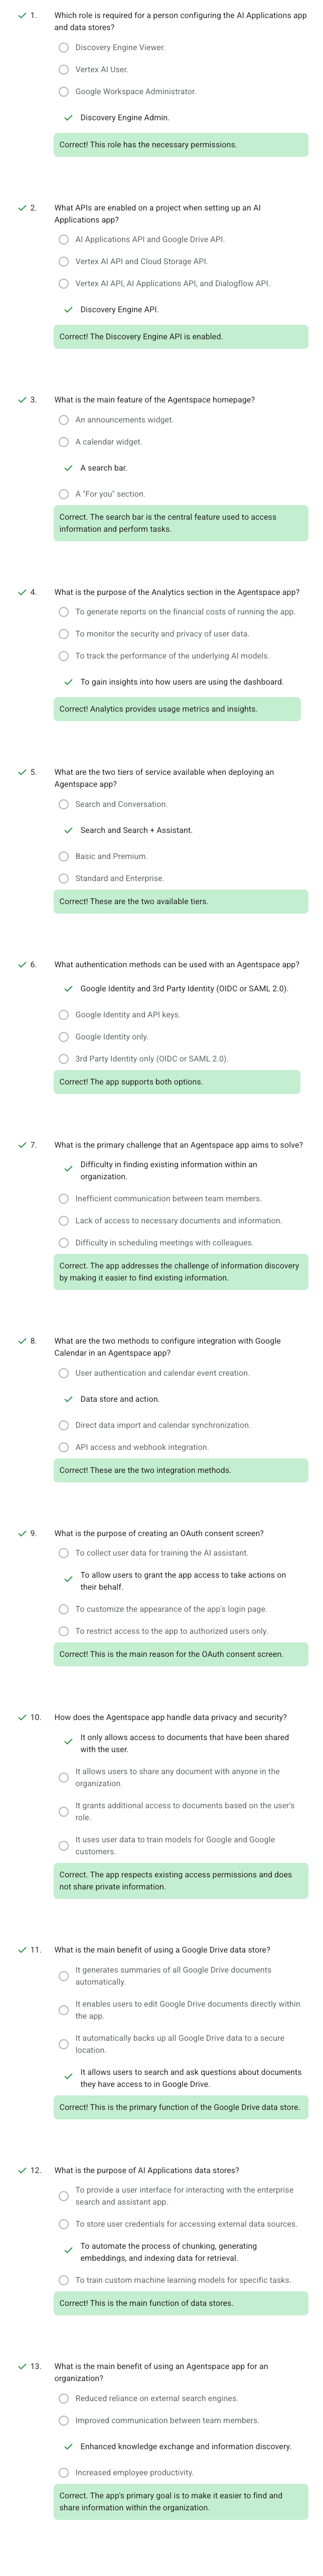 1. Which role is required for a person configuring the AI Applications app
and data stores?
Discovery Engine Viewer.
Vertex AI User.
Google Workspace Administrator.
Discovery Engine Admin.
Correct! This role has the necessary permissions.
2. What APIs are enabled on a project when setting up an AI
Applications app?
AI Applications API and Google Drive API.
Vertex AI API and Cloud Storage API.
Vertex AI API, AI Applications API, and Dialogflow API.
Discovery Engine API.
Correct! The Discovery Engine API is enabled.
3. What is the main feature of the Agentspace homepage?
An announcements widget.
A calendar widget.
A search bar.
A "For you" section.
Correct. The search bar is the central feature used to access
information and perform tasks.
4. What is the purpose of the Analytics section in the Agentspace app?
To generate reports on the financial costs of running the app.
To monitor the security and privacy of user data.
To track the performance of the underlying AI models.
To gain insights into how users are using the dashboard.
Correct! Analytics provides usage metrics and insights.
5. What are the two tiers of service available when deploying an
Agentspace app?
Search and Conversation.
Search and Search + Assistant.
Basic and Premium.
Standard and Enterprise.
Correct! These are the two available tiers.
6. What authentication methods can be used with an Agentspace app?
Google Identity and 3rd Party Identity (OIDC or SAML 2.0).
Google Identity and API keys.
Google Identity only.
3rd Party Identity only (OIDC or SAML 2.0).
Correct! The app supports both options.
7. What is the primary challenge that an Agentspace app aims to solve?
Difficulty in finding existing information within an
organization.
Inefficient communication between team members.
Lack of access to necessary documents and information.
Difficulty in scheduling meetings with colleagues.
Correct. The app addresses the challenge of information discovery
by making it easier to find existing information.
8. What are the two methods to configure integration with Google
Calendar in an Agentspace app?
User authentication and calendar event creation.
Data store and action.
Direct data import and calendar synchronization.
API access and webhook integration.
Correct! These are the two integration methods.
9. What is the purpose of creating an OAuth consent screen?
To collect user data for training the AI assistant.
To allow users to grant the app access to take actions on
their behalf.
To customize the appearance of the app's login page.
To restrict access to the app to authorized users only.
Correct! This is the main reason for the OAuth consent screen.
10. How does the Agentspace app handle data privacy and security?
It only allows access to documents that have been shared
with the user.
It allows users to share any document with anyone in the
organization.
It grants additional access to documents based on the user's
role.
It uses user data to train models for Google and Google
customers.
Correct. The app respects existing access permissions and does
not share private information.
11. What is the main benefit of using a Google Drive data store?
It generates summaries of all Google Drive documents
automatically.
It enables users to edit Google Drive documents directly within
the app.
It automatically backs up all Google Drive data to a secure
location.
It allows users to search and ask questions about documents
they have access to in Google Drive.
Correct! This is the primary function of the Google Drive data store.
12. What is the purpose of AI Applications data stores?
To provide a user interface for interacting with the enterprise
search and assistant app.
To store user credentials for accessing external data sources.
To automate the process of chunking, generating
embeddings, and indexing data for retrieval.
To train custom machine learning models for specific tasks.
Correct! This is the main function of data stores.
13. What is the main benefit of using an Agentspace app for an
organization?
Reduced reliance on external search engines.
Improved communication between team members.
Enhanced knowledge exchange and information discovery.
Increased employee productivity.
Correct. The app's primary goal is to make it easier to find and
share information within the organization.